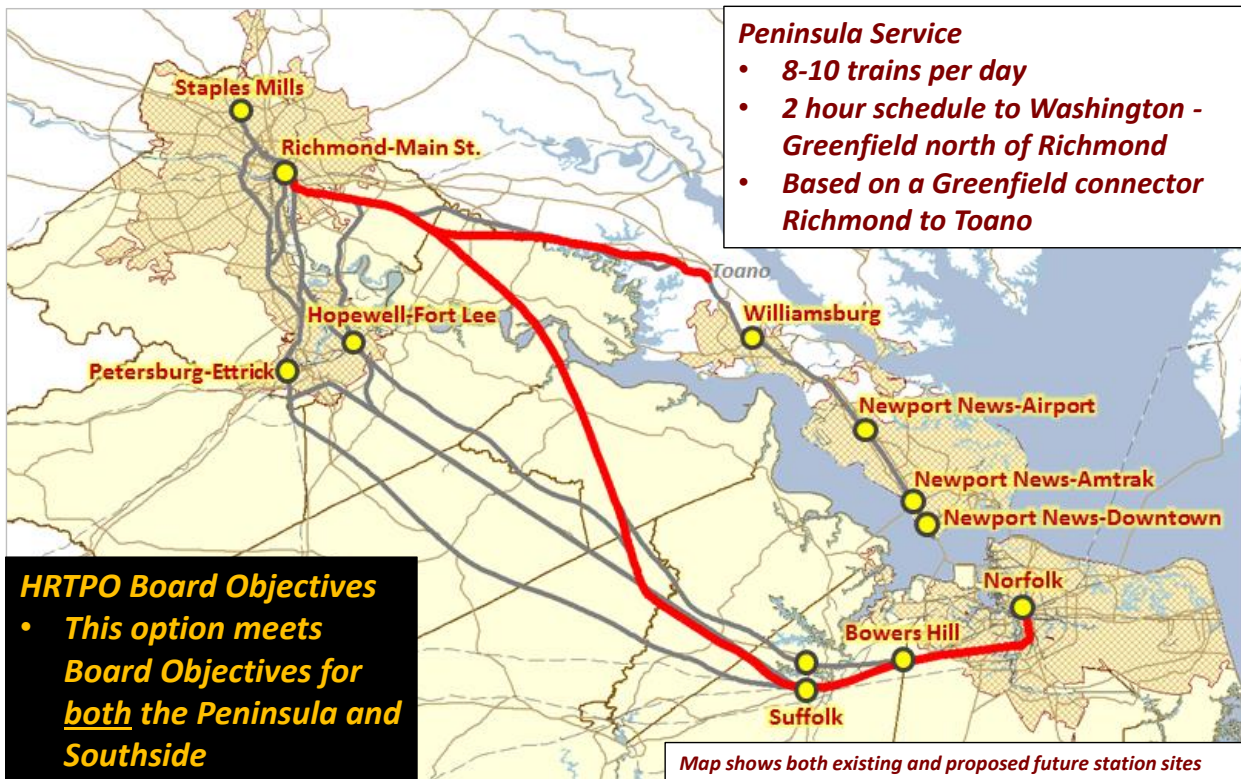 Peninsula Service
• 8-10 trains per day
• 2 hour schedule to Washington -
Greenfield north of Richmond
• Based on a Greenfield connector
Richmond to Toano
Staples Mills
Richmond-Main St.
Toano
Hopewell-Fort Lee
Williamsburg
Petersburg-Ettrick
Newport News-Airport
Newport News-Amtrak
Newport News-Downtown
Norfolk
Bowers Hill
Suffolk
HRTPO Board Objectives
• This option meets
Board Objectives for
both the Peninsula and
Southside
Map shows both existing and proposed future station sites